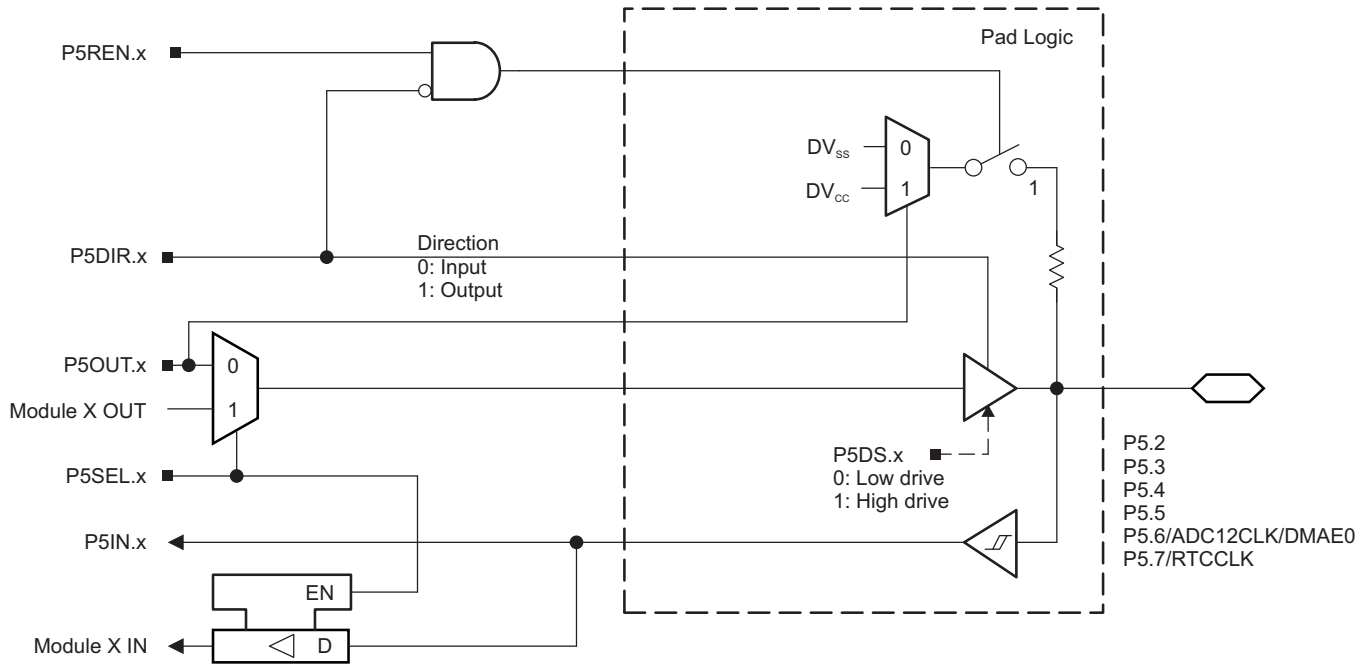 P5REN.x
Pad Logic
DVSS
0
DVCC
1
1
P5DIR.x
Direction
0: Input
1: Output
P5OUT.x
0
Module X OUT
1
P5SEL.x
P5DS.x
0: Low drive
1: High drive
P5.2
P5.3
P5.4
P5.5
P5.6/ADC12CLK/DMAE0
P5.7/RTCCLK
P5IN.x
EN
Module X IN
D